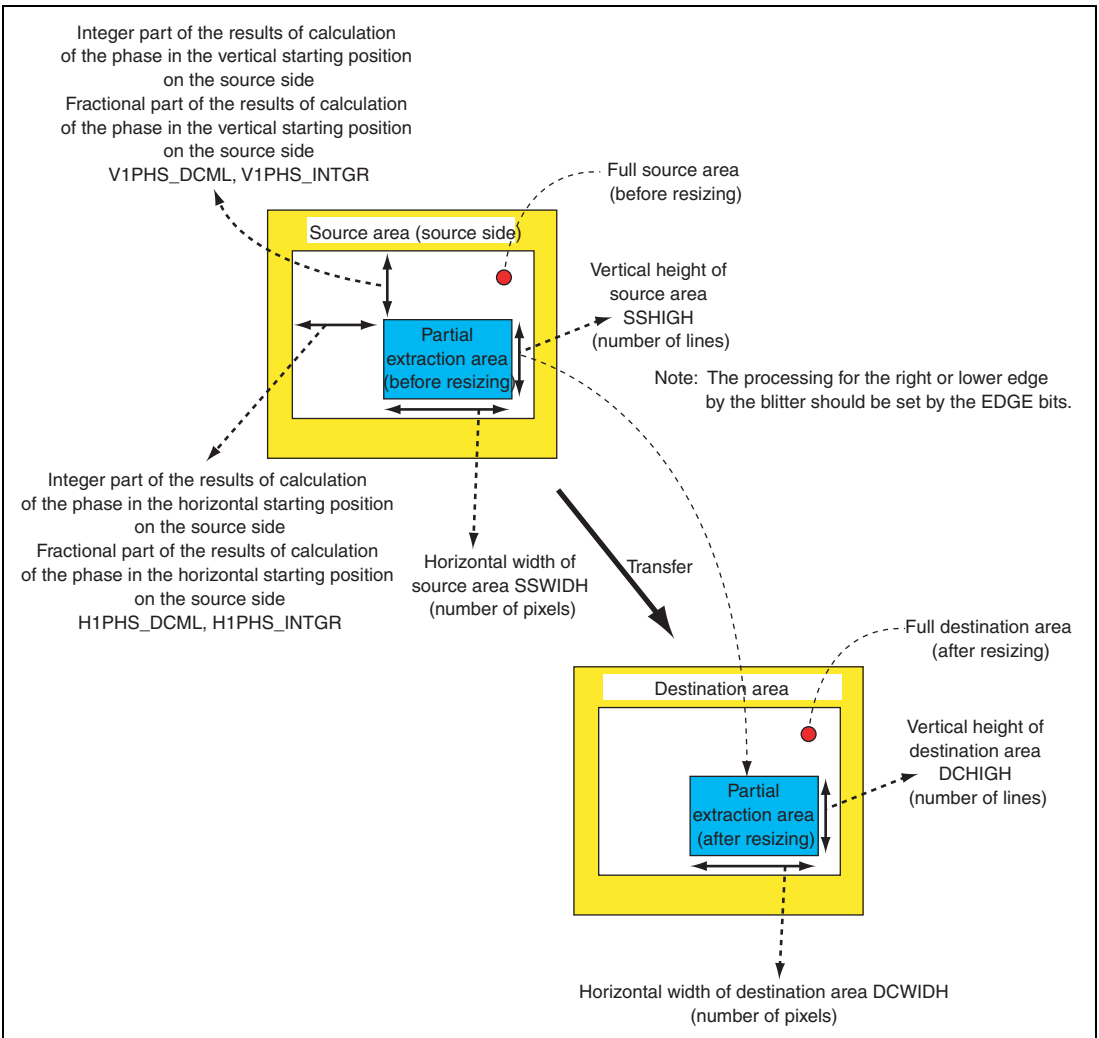 Integer part of the results of calculation
of the phase in the vertical starting position
on the source side
Fractional part of the results of calculation
of the phase in the vertical starting position
on the source side
V1PHS_DCML, V1PHS_INTGR
Full source area
(before resizing)
Source area (source side)
Vertical height of
source area
SSHIGH
(number of lines)
Partial
extraction area
(before resizing)
Note: The processing for the right or lower edge
by the blitter should be set by the EDGE bits.
Integer part of the results of calculation
of the phase in the horizontal starting position
on the source side
Fractional part of the results of calculation
of the phase in the horizontal starting position
on the source side
H1PHS_DCML, H1PHS_INTGR
Horizontal width of
source area SSWIDH
(number of pixels)
Transfer
Full destination area
(after resizing)
Destination area
Vertical height of
destination area
DCHIGH
(number of lines)
Partial
extraction area
(after resizing)
Horizontal width of destination area DCWIDH
(number of pixels)